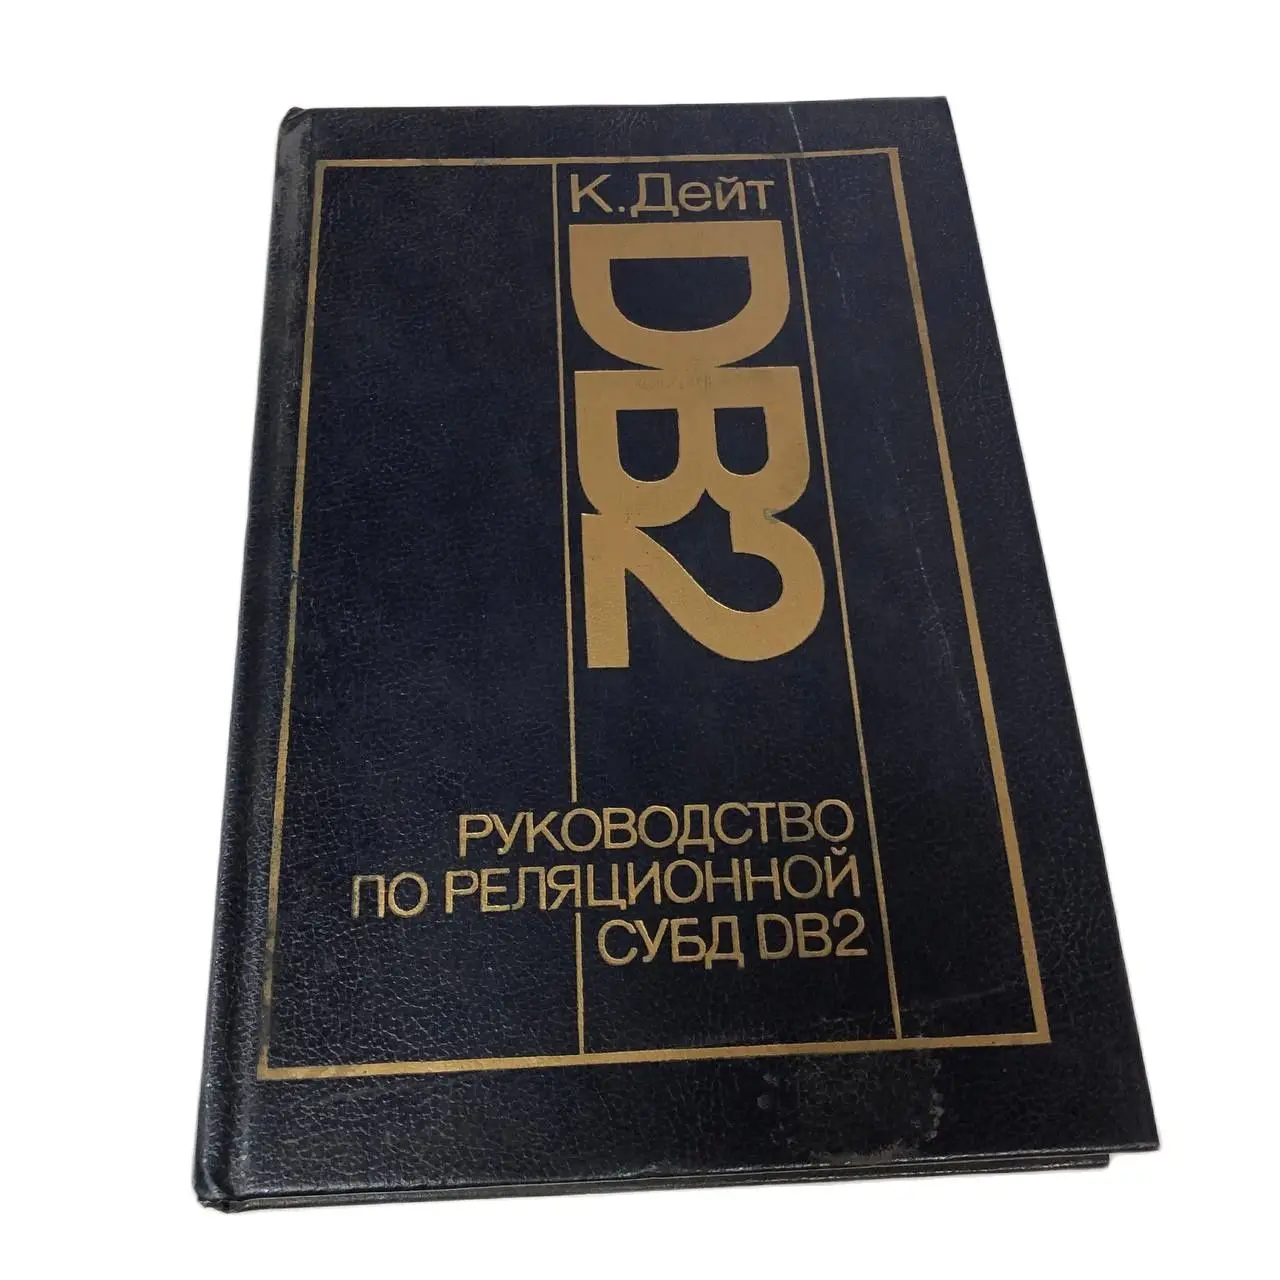 К. Дейт
DB2
РУКОВОДСТВО
ПО РЕЛЯЦИОННОЙ
СУБД DB2